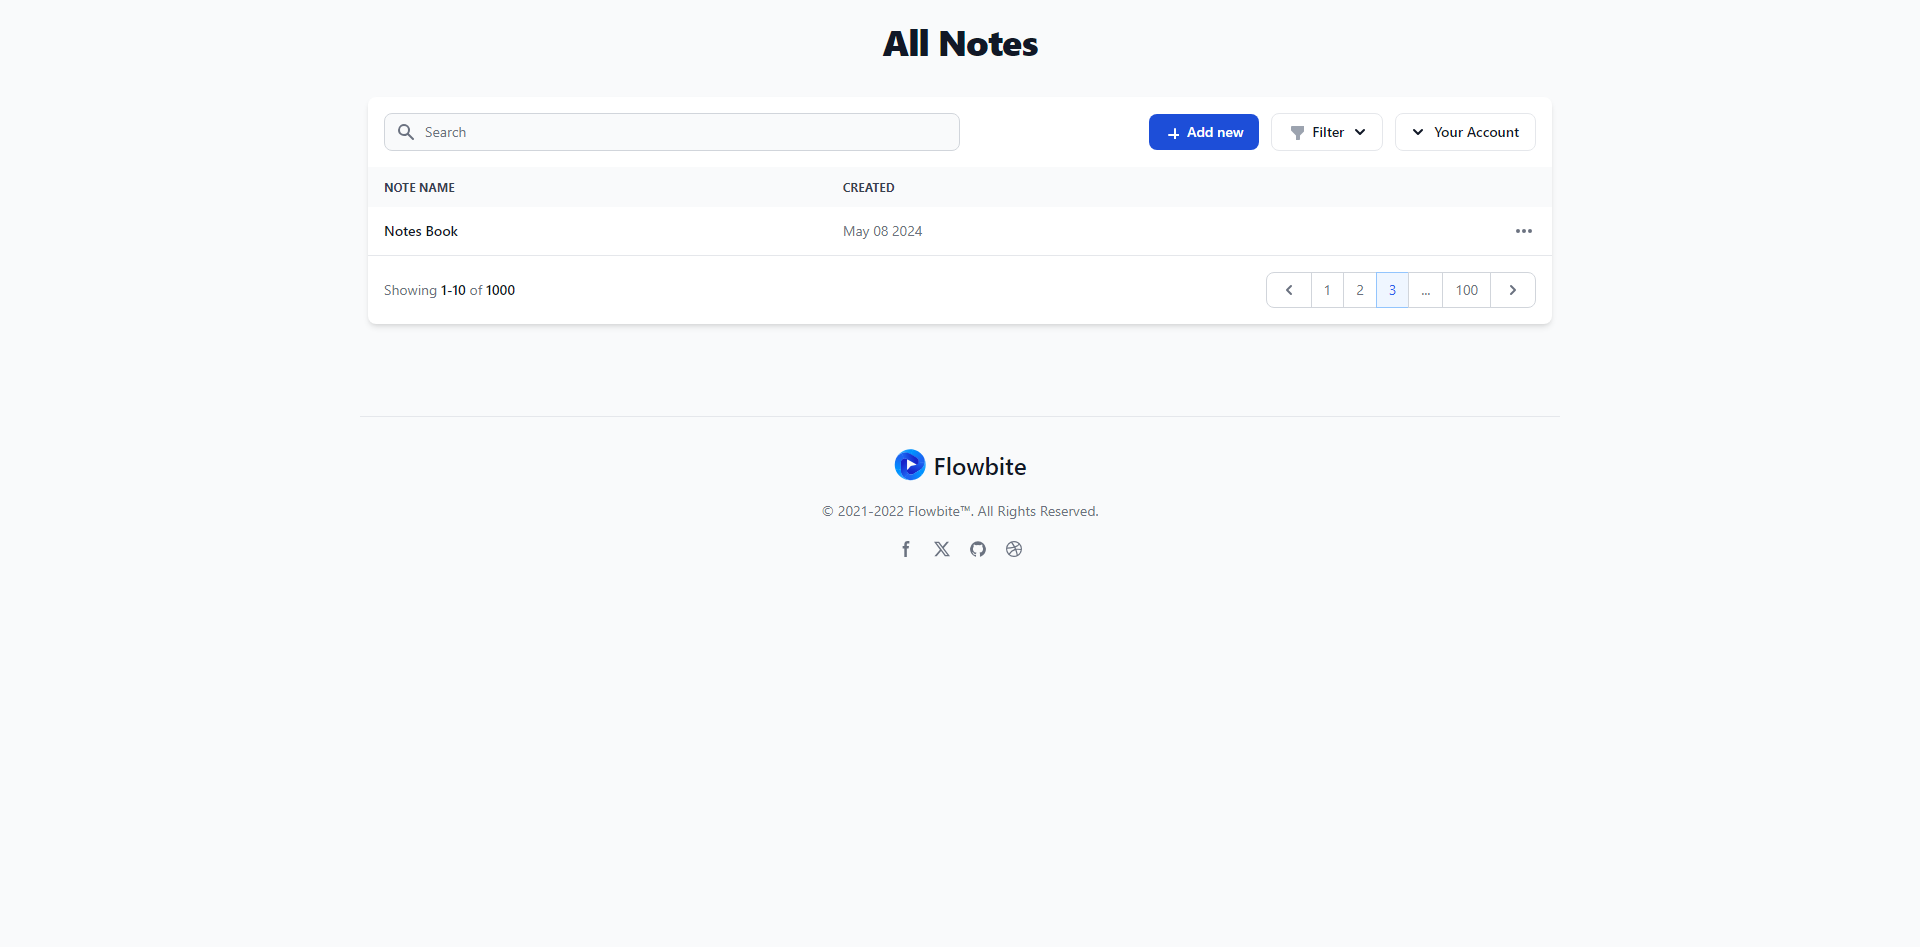 All Notes
Search
Add new
Filter
Your Account
NOTE NAME CREATED
Notes Book May 08 2024
Showing 1-10 of 1000
1 2 3 ... 100
Flowbite
© 2021-2022 Flowbite™. All Rights Reserved.